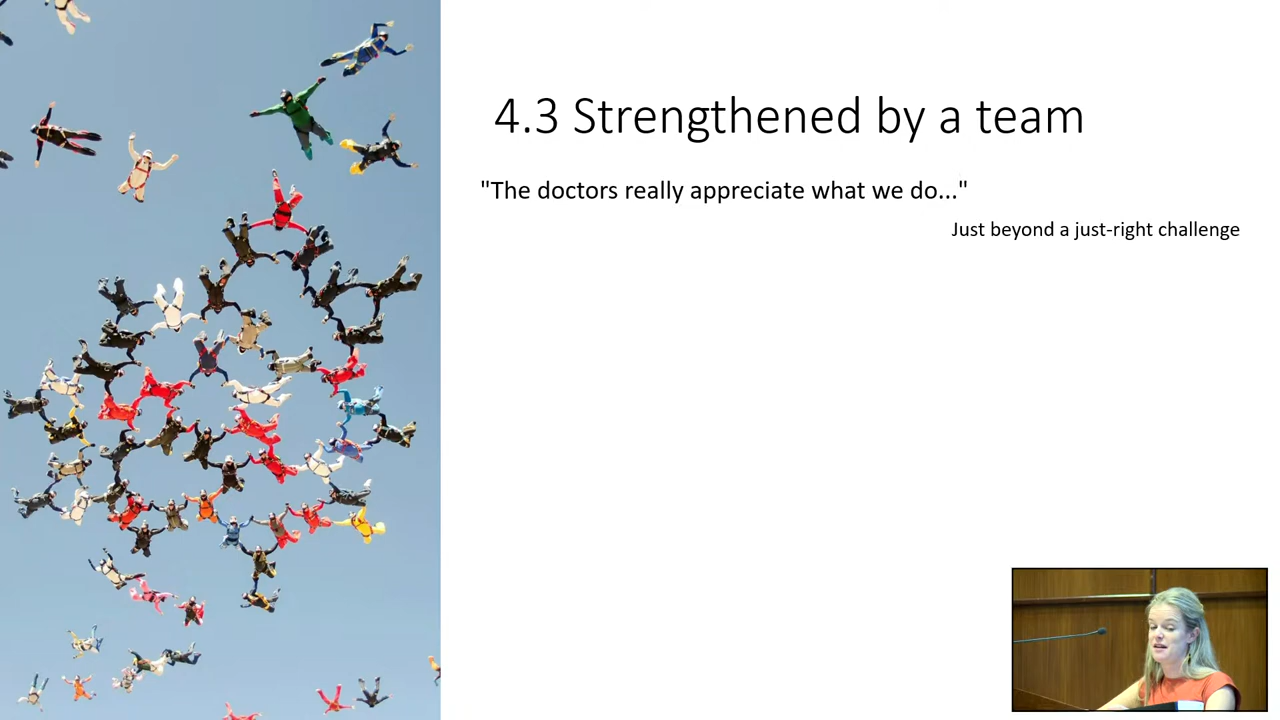 4.3 Strengthened by a team
"The doctors really appreciate what we do..."
Just beyond a just-right challenge